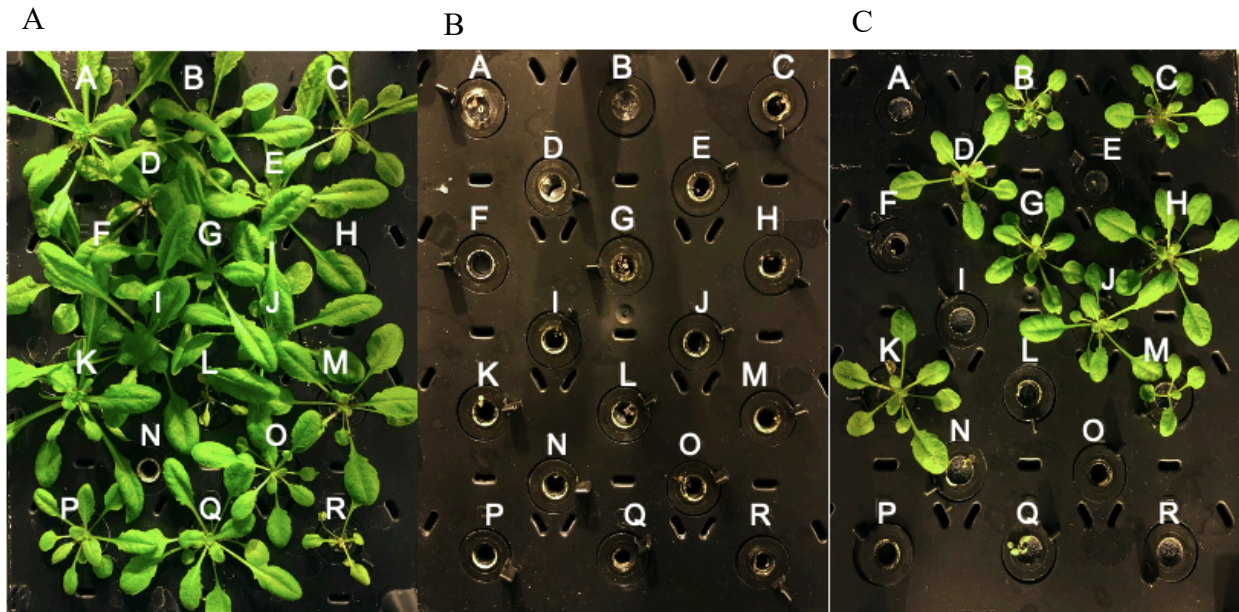 A
B
C
A B C
D E
F G H
I J
K L M
N O
P Q R
A B C
D E
F G H
I J
K L M
N O
P Q R
A B C
D E
F G H
I J
K L M
N O
P Q R